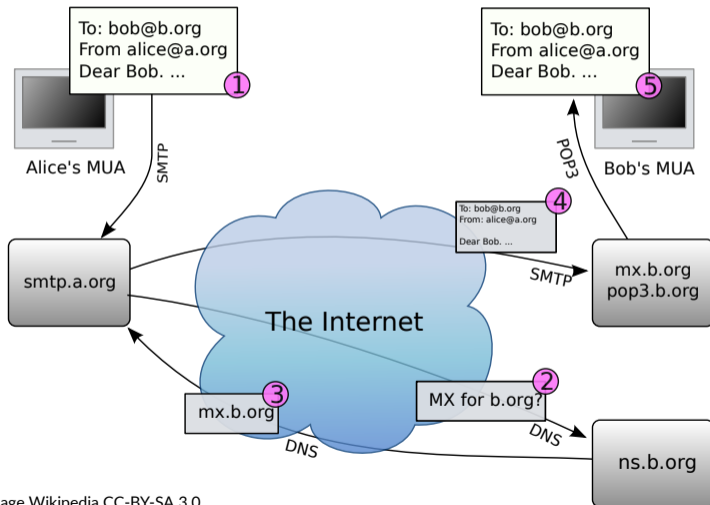 To: bob@b.org
From alice@a.org
Dear Bob. ...
1
To: bob@b.org
From alice@a.org
Dear Bob. ...
5
Alice's MUA
SMTP
POP3
Bob's MUA
To: bob@b.org
From: alice@a.org
Dear Bob. ...
4
smtp.a.org
SMTP
mx.b.org
pop3.b.org
The Internet
mx.b.org
3
MX for b.org?
2
DNS
DNS
ns.b.org
Wikipedia CC-BY-SA 3.0